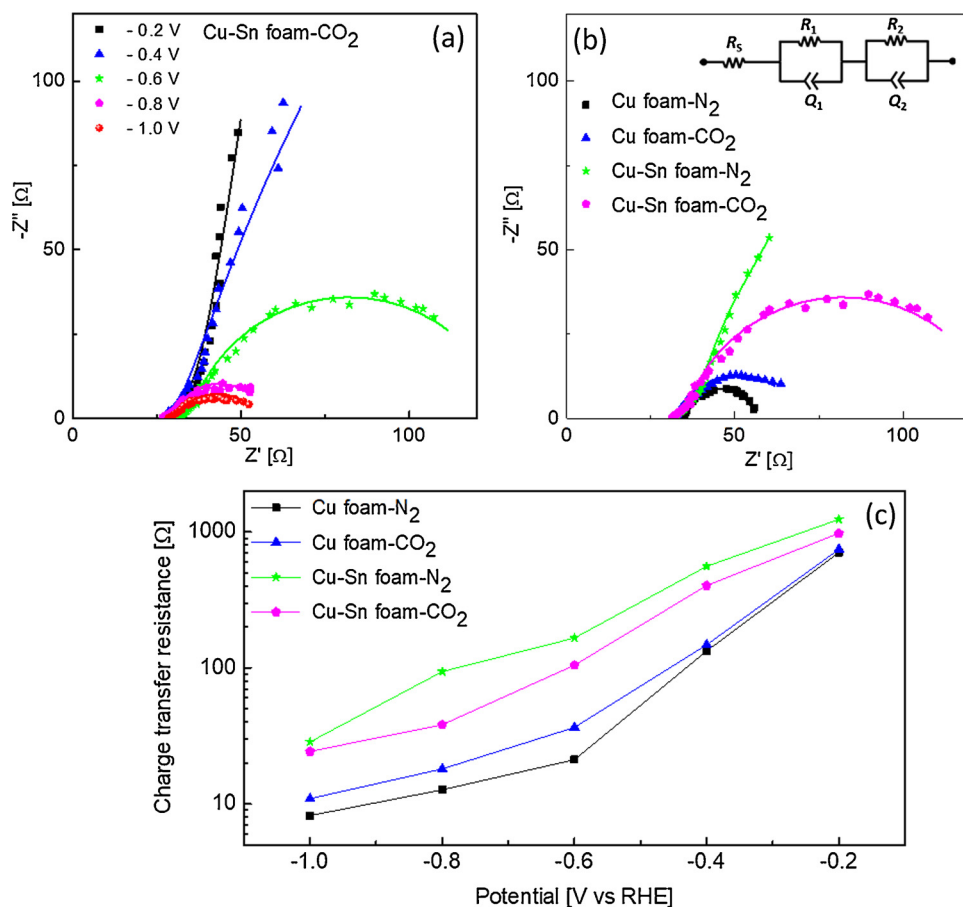 - 0.2 V Cu-Sn foam-CO2 (a)
- 0.4 V
- 0.6 V
- 0.8 V
- 1.0 V
100
50
0
-Z'' [Ω]
0 50 100
Z' [Ω]
(b)
RS R1 R2
Q1 Q2
Cu foam-N2
Cu foam-CO2
Cu-Sn foam-N2
Cu-Sn foam-CO2
100
50
0
-Z'' [Ω]
0 50 100
Z' [Ω]
(c)
Cu foam-N2
Cu foam-CO2
Cu-Sn foam-N2
Cu-Sn foam-CO2
1000
100
10
Charge transfer resistance [Ω]
-1.0 -0.8 -0.6 -0.4 -0.2
Potential [V vs RHE]